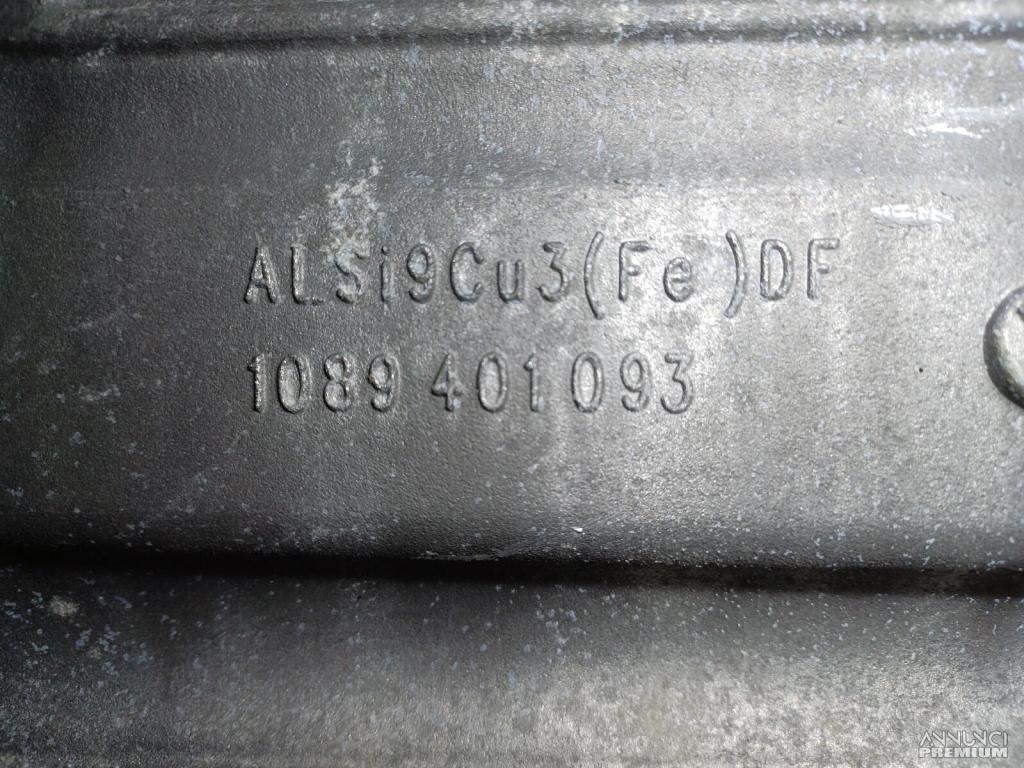 ALSi9Cu3(Fe)DF
1089 401 093
ANNUNCI
PREMIUM